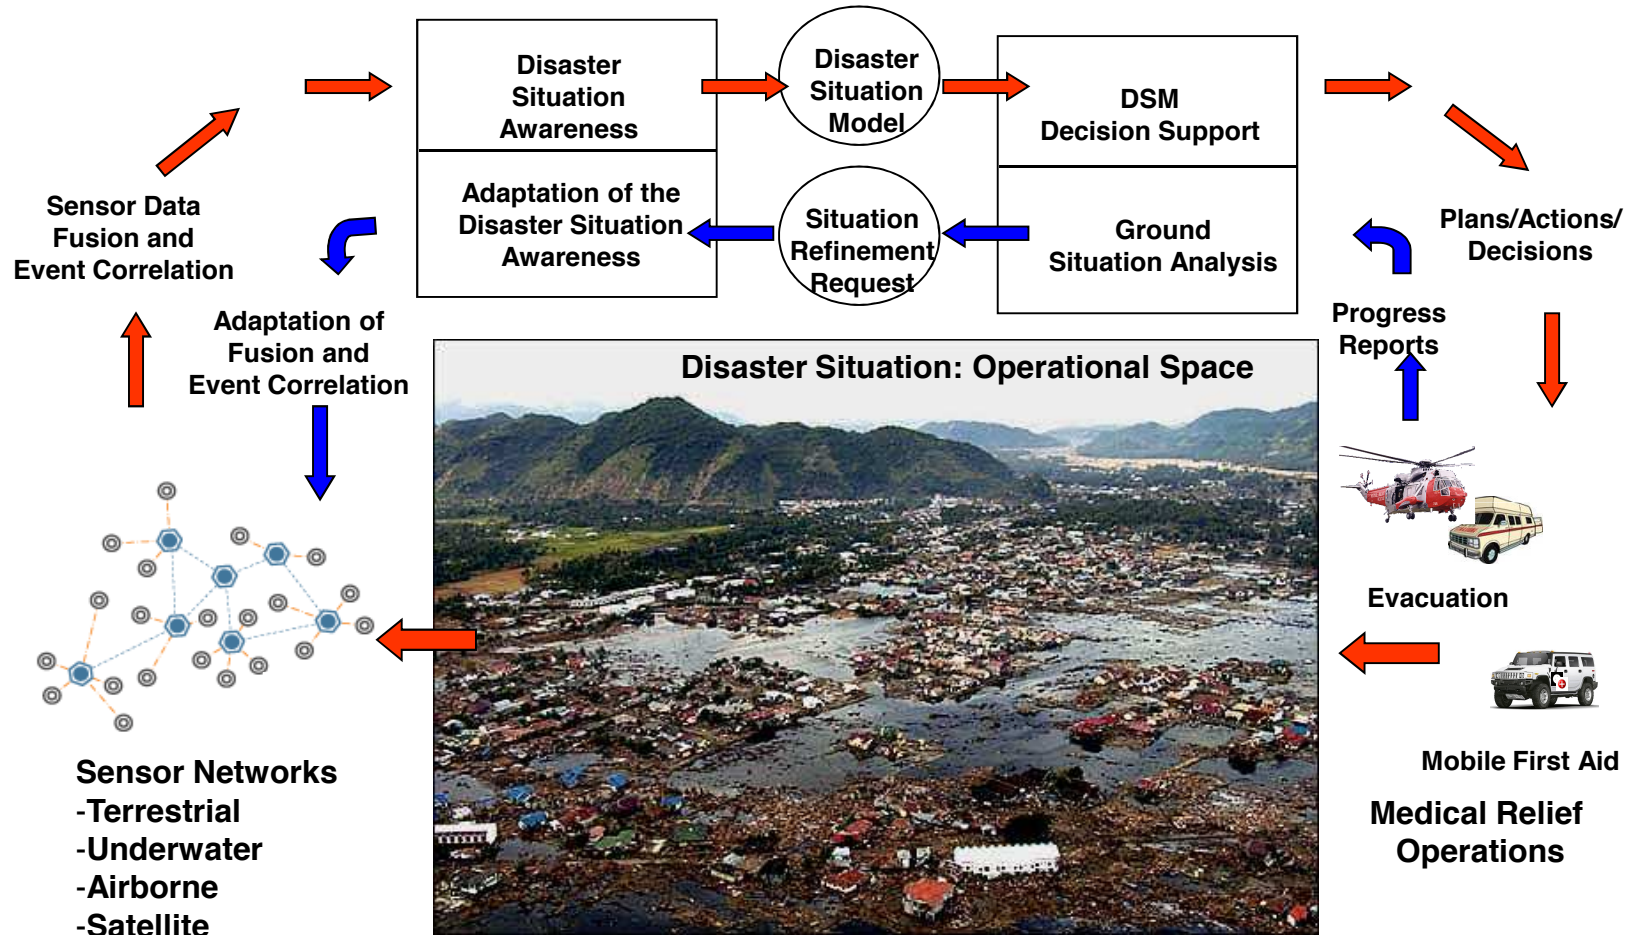 Disaster
Situation
Awareness
Disaster
Situation
Model
DSM
Decision Support
Sensor Data
Fusion and
Event Correlation
Adaptation of the
Disaster Situation
Awareness
Situation
Refinement
Request
Ground
Situation Analysis
Plans/Actions/
Decisions
Adaptation of
Fusion and
Event Correlation
Progress
Reports
Disaster Situation: Operational Space
Evacuation
Mobile First Aid
Medical Relief
Operations
Sensor Networks
-Terrestrial
-Underwater
-Airborne
-Satellite